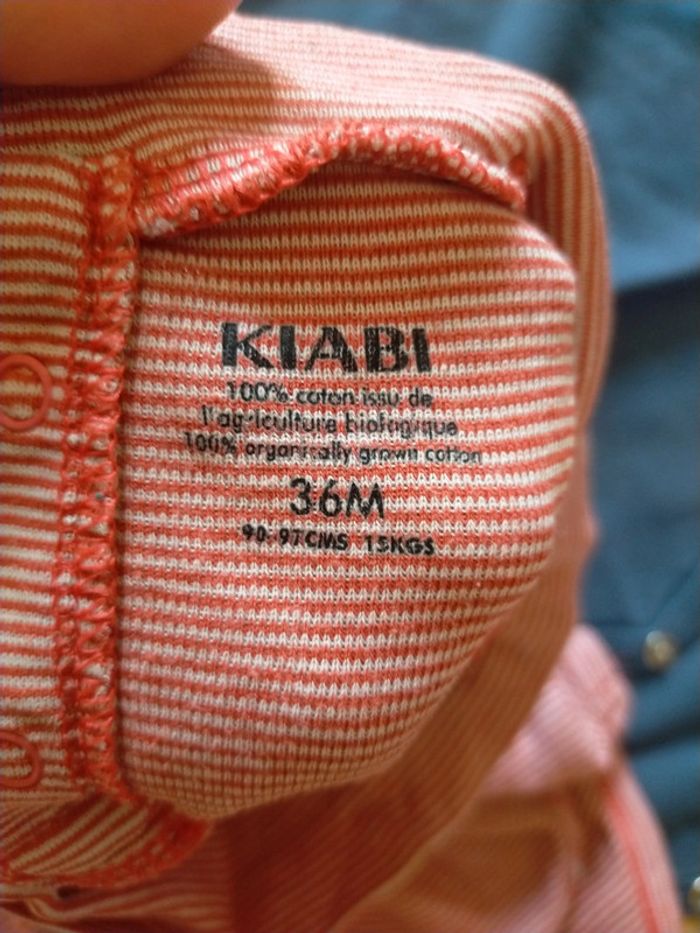 KIABI
100% coton issu de
l'agriculture biologique
100% organically grown cotton
36M
90-97CMS 15KGS